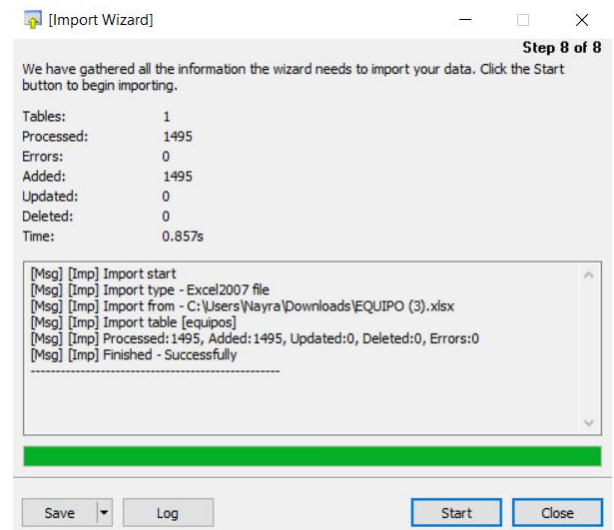 [Import Wizard]
Step 8 of 8
We have gathered all the information the wizard needs to import your data. Click the Start
button to begin importing.
Tables: 1
Processed: 1495
Errors: 0
Added: 1495
Updated: 0
Deleted: 0
Time: 0.857s
[Msg] [Imp] Import start
[Msg] [Imp] Import type - Excel2007 file
[Msg] [Imp] Import from - C:\Users\Nayra\Downloads\EQUIPO (3).xlsx
[Msg] [Imp] Import table [equipos]
[Msg] [Imp] Processed:1495, Added:1495, Updated:0, Deleted:0, Errors:0
[Msg] [Imp] Finished - Successfully
--------------------------------------------------
Save Log Start Close